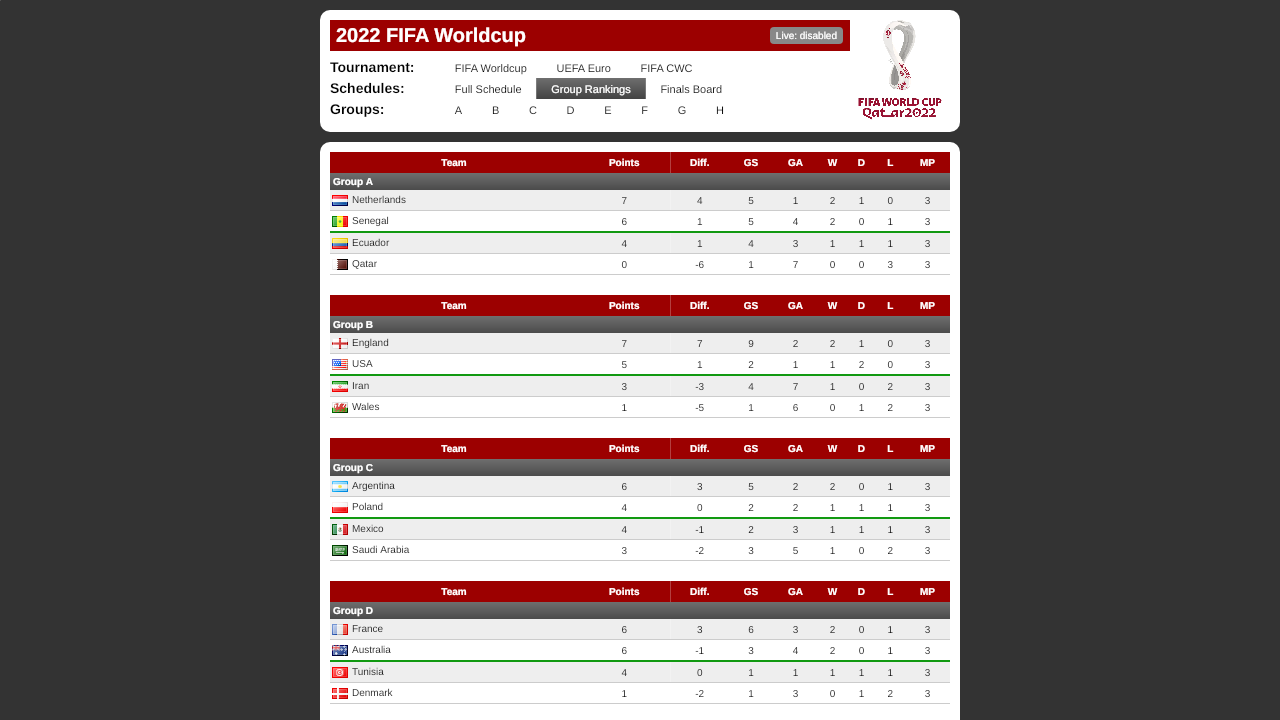 2022 FIFA Worldcup
Live: disabled
Tournament: FIFA Worldcup UEFA Euro FIFA CWC
Schedules: Full Schedule Group Rankings Finals Board
Groups: A B C D E F G H
FIFA WORLD CUP
Qatar2022
Team Points Diff. GS GA W D L MP
Group A
Netherlands 7 4 5 1 2 1 0 3
Senegal 6 1 5 4 2 0 1 3
Ecuador 4 1 4 3 1 1 1 3
Qatar 0 -6 1 7 0 0 3 3
Team Points Diff. GS GA W D L MP
Group B
England 7 7 9 2 2 1 0 3
USA 5 1 2 1 1 2 0 3
Iran 3 -3 4 7 1 0 2 3
Wales 1 -5 1 6 0 1 2 3
Team Points Diff. GS GA W D L MP
Group C
Argentina 6 3 5 2 2 0 1 3
Poland 4 0 2 2 1 1 1 3
Mexico 4 -1 2 3 1 1 1 3
Saudi Arabia 3 -2 3 5 1 0 2 3
Team Points Diff. GS GA W D L MP
Group D
France 6 3 6 3 2 0 1 3
Australia 6 -1 3 4 2 0 1 3
Tunisia 4 0 1 1 1 1 1 3
Denmark 1 -2 1 3 0 1 2 3